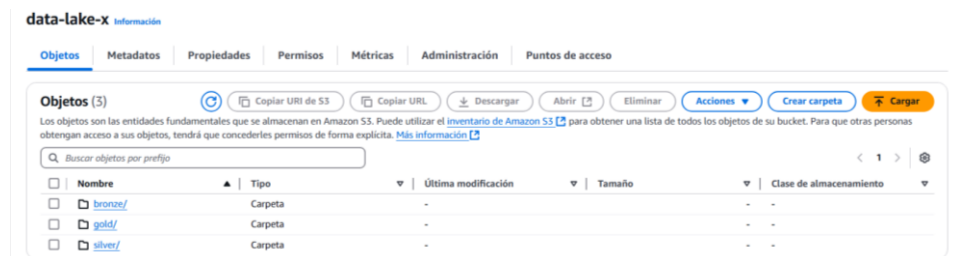 data-lake-x Información
Objetos Metadatos Propiedades Permisos Métricas Administración Puntos de acceso
Objetos (3) Copiar URI de S3 Copiar URL Descargar Abrir Eliminar Acciones Crear carpeta Cargar
Los objetos son las entidades fundamentales que se almacenan en Amazon S3. Puede utilizar el inventario de Amazon S3 para obtener una lista de todos los objetos de su bucket. Para que otras personas
obtengan acceso a sus objetos, tendrá que concederles permisos de forma explícita. Más información
Buscar objetos por prefijo 1
Nombre Tipo Última modificación Tamaño Clase de almacenamiento
bronze/ Carpeta - - -
gold/ Carpeta - - -
silver/ Carpeta - - -